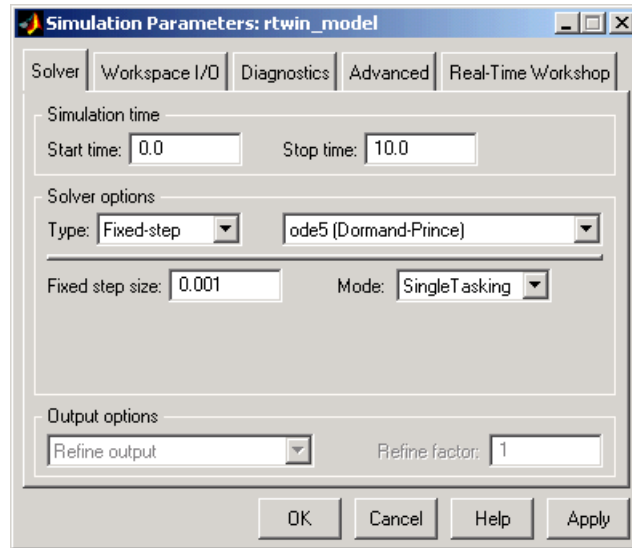 Simulation Parameters: rtwin_model
Solver Workspace I/O Diagnostics Advanced Real-Time Workshop
Simulation time
Start time: 0.0 Stop time: 10.0
Solver options
Type: Fixed-step ode5 (Dormand-Prince)
Fixed step size: 0.001 Mode: SingleTasking
Output options
Refine output Refine factor: 1
OK Cancel Help Apply